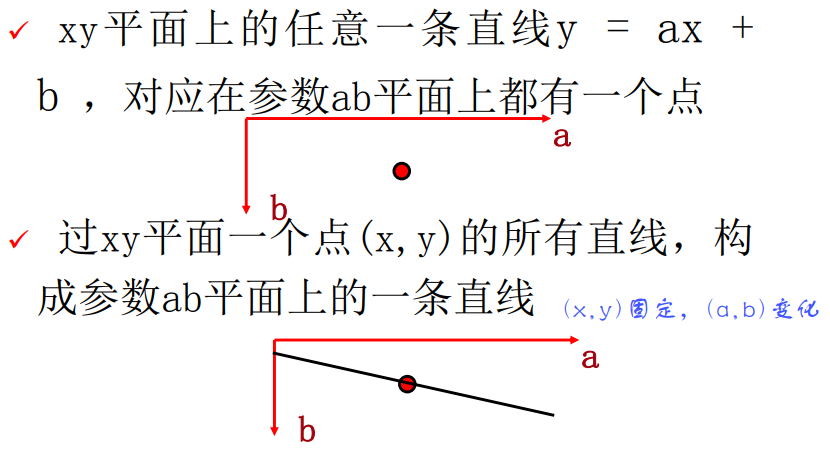 ✓ xy平面上的任意一条直线y = ax +
b ，对应在参数ab平面上都有一个点
a
b
✓ 过xy平面一个点(x,y)的所有直线，构
成参数ab平面上的一条直线 (x,y)固定，(a,b)变化
a
b